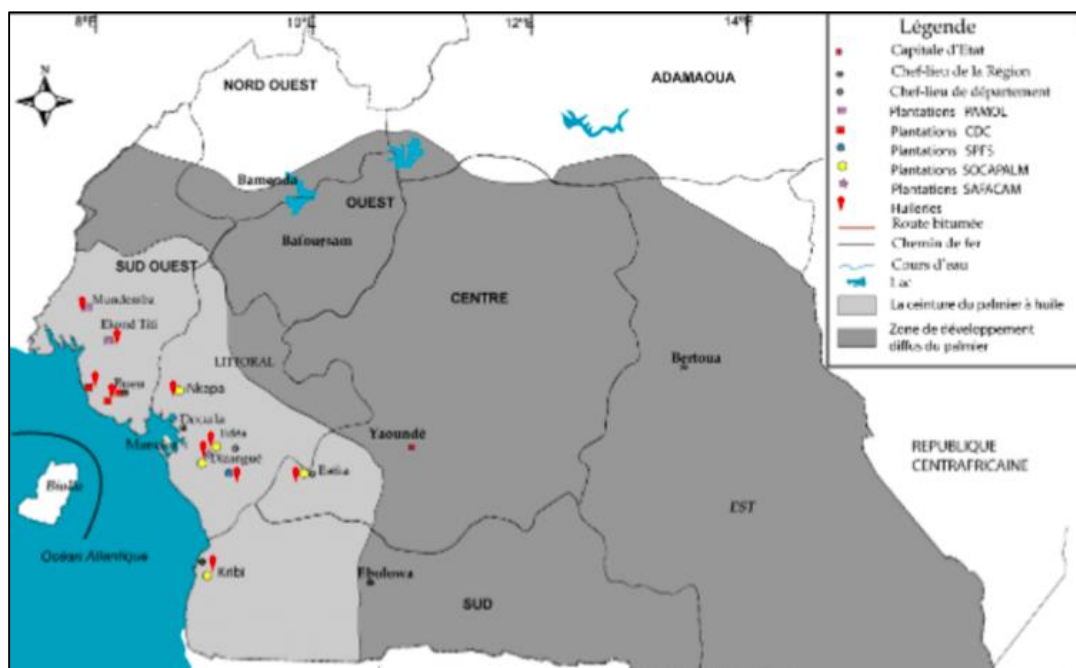 8°E
10°E
12°E
14°E
N
NORD OUEST
ADAMAOUA
Bamenda
OUEST
Bafoussam
SUD OUEST
CENTRE
Mundemba
Ekond Titi
LITTORAL
Bertoua
Buea
Nkapa
Douala
Yaoundé
Edéa
Dizangué
Eséka
REPUBLIQUE
CENTRAFRICAINE
EST
Océan Atlantique
Kribi
Ebolowa
SUD
Légende
Capitale d'Etat
Chef-lieu de la Région
Chef-lieu de département
Plantations PAMOL
Plantations CDC
Plantations SPFS
Plantations SOCAPALM
Plantations SAFACAM
Huileries
Route bitumée
Chemin de fer
Cours d'eau
Lac
La ceinture du palmier à huile
Zone de développement
diffus du palmier